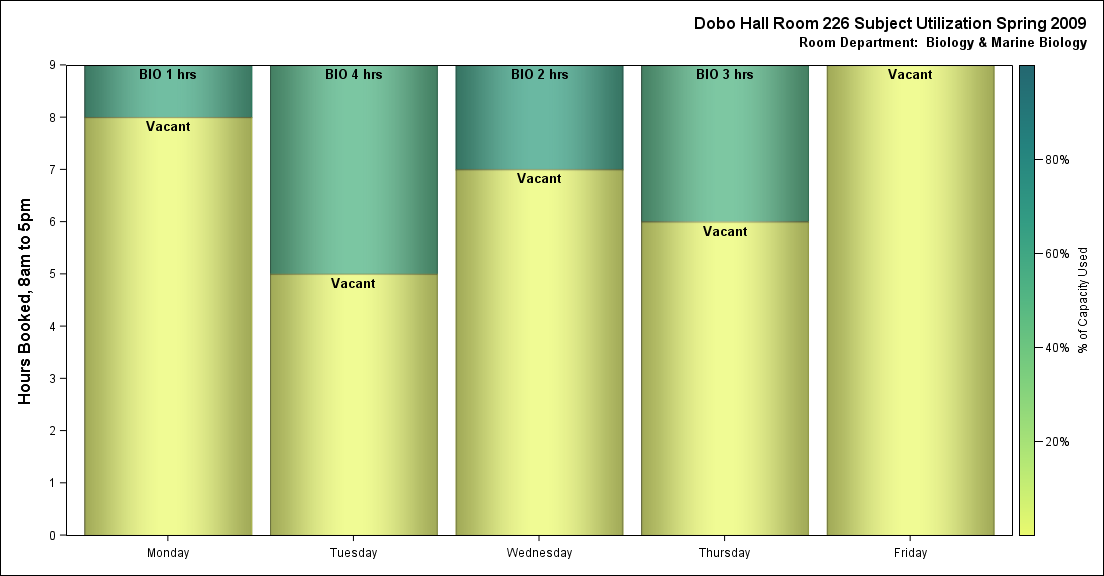 Dobo Hall Room 226 Subject Utilization Spring 2009
Room Department: Biology & Marine Biology
Hours Booked, 8am to 5pm
9
8
7
6
5
4
3
2
1
0
BIO 1 hrs
Vacant
BIO 4 hrs
Vacant
BIO 2 hrs
Vacant
BIO 3 hrs
Vacant
Vacant
Monday
Tuesday
Wednesday
Thursday
Friday
80%
60%
40%
20%
% of Capacity Used